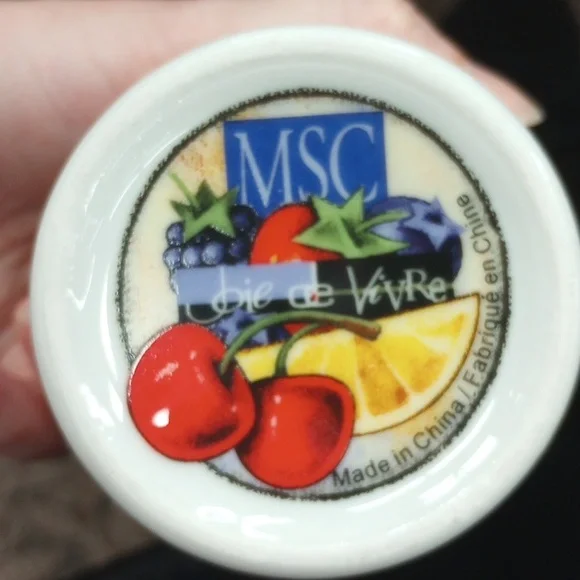 MSC
Joie de ViVRe
Made in China / Fabriqué en Chine